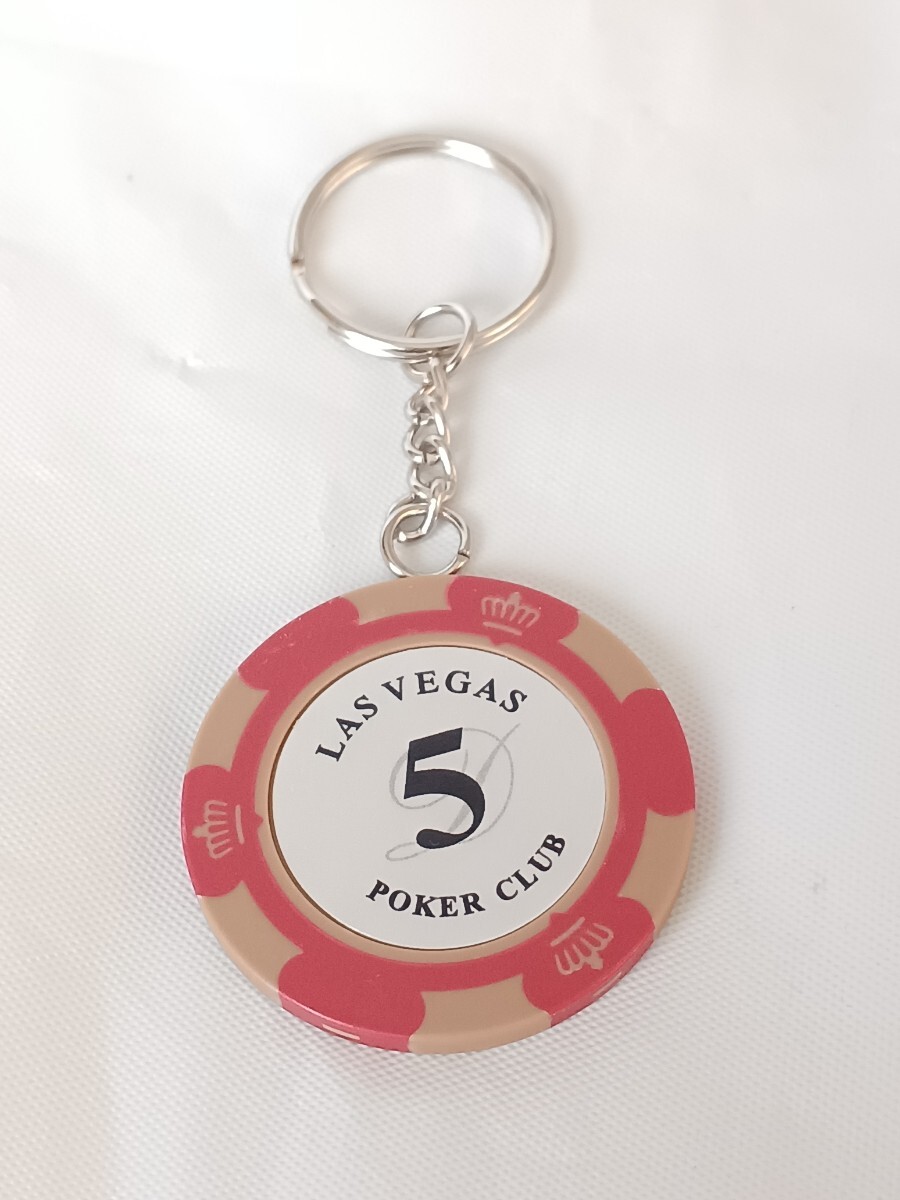 LAS VEGAS
5
POKER CLUB